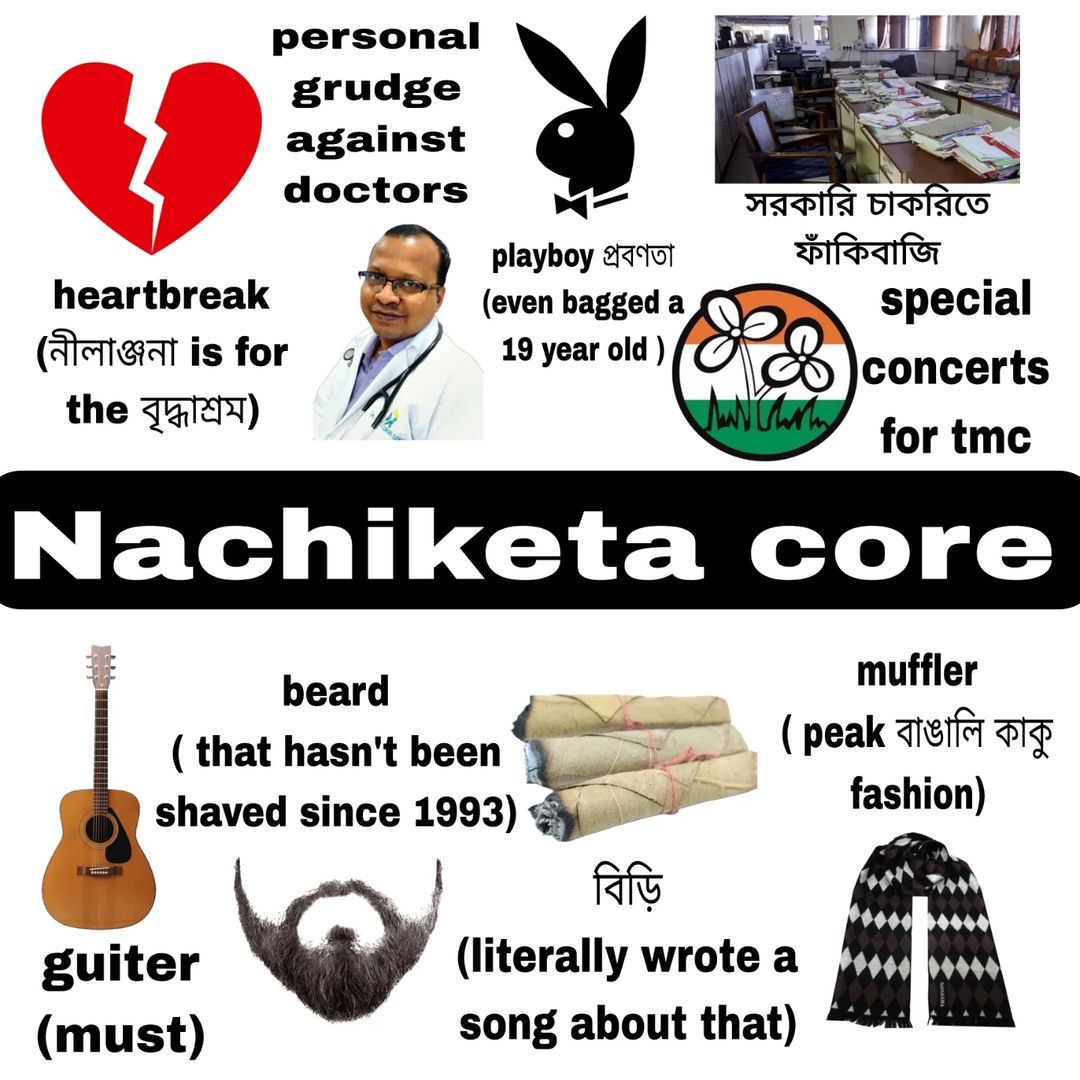 personal
grudge
against
doctors
heartbreak
(নীলাঞ্জনা is for
the বৃদ্ধাশ্রম)
playboy প্রবণতা
(even bagged a
19 year old )
সরকারি চাকরিতে
ফাঁকিবাজি
special
concerts
for tmc
Nachiketa core
guiter
(must)
beard
( that hasn't been
shaved since 1993)
বিড়ি
(literally wrote a
song about that)
muffler
( peak বাঙালি কাকু
fashion)